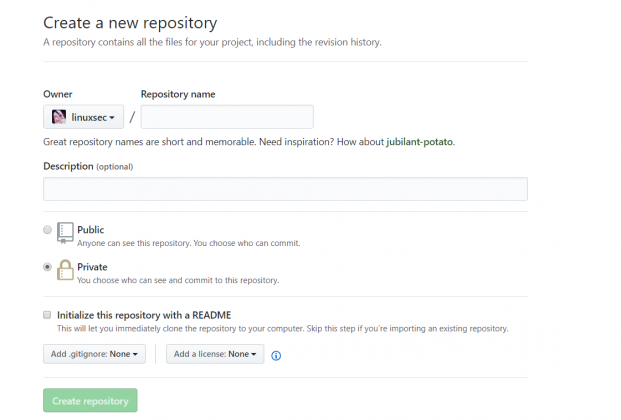 Create a new repository
A repository contains all the files for your project, including the revision history.
Owner
Repository name
linuxsec
/
Great repository names are short and memorable. Need inspiration? How about jubilant-potato.
Description (optional)
Public
Anyone can see this repository. You choose who can commit.
Private
You choose who can see and commit to this repository.
Initialize this repository with a README
This will let you immediately clone the repository to your computer. Skip this step if you're importing an existing repository.
Add .gitignore: None
Add a license: None
Create repository